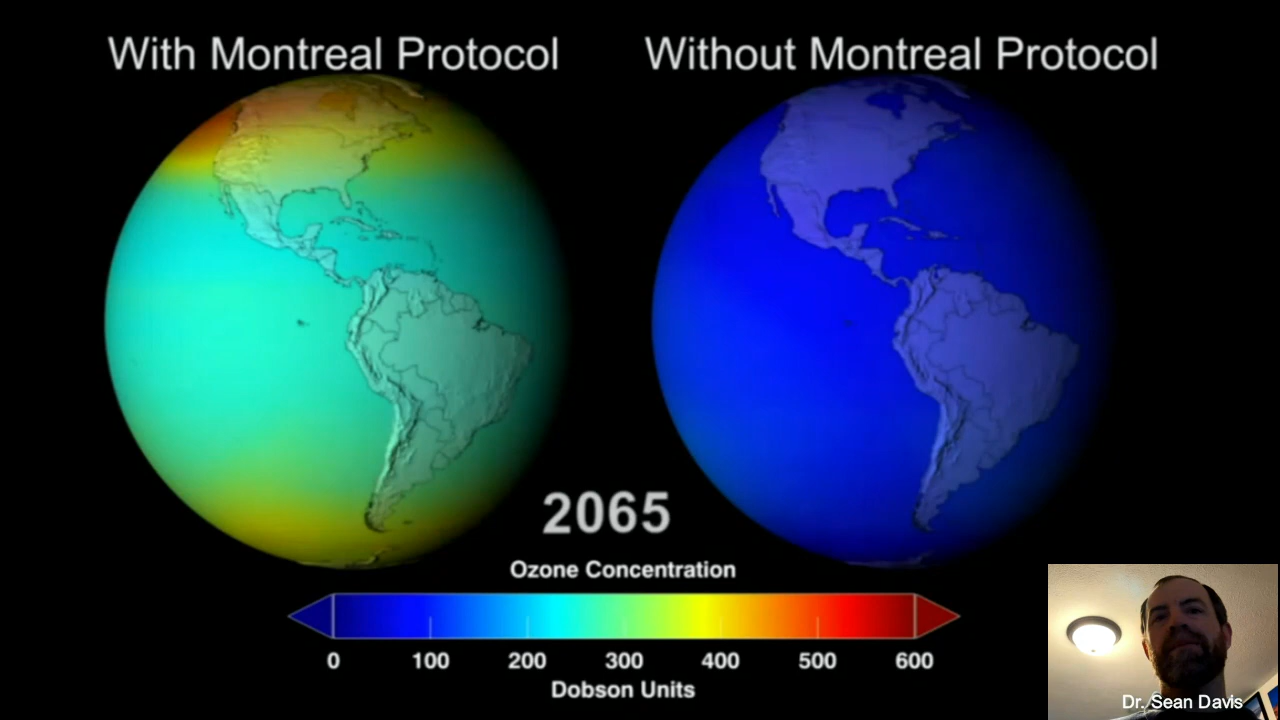 With Montreal Protocol
Without Montreal Protocol
2065
Ozone Concentration
0 100 200 300 400 500 600
Dobson Units
Dr. Sean Davis